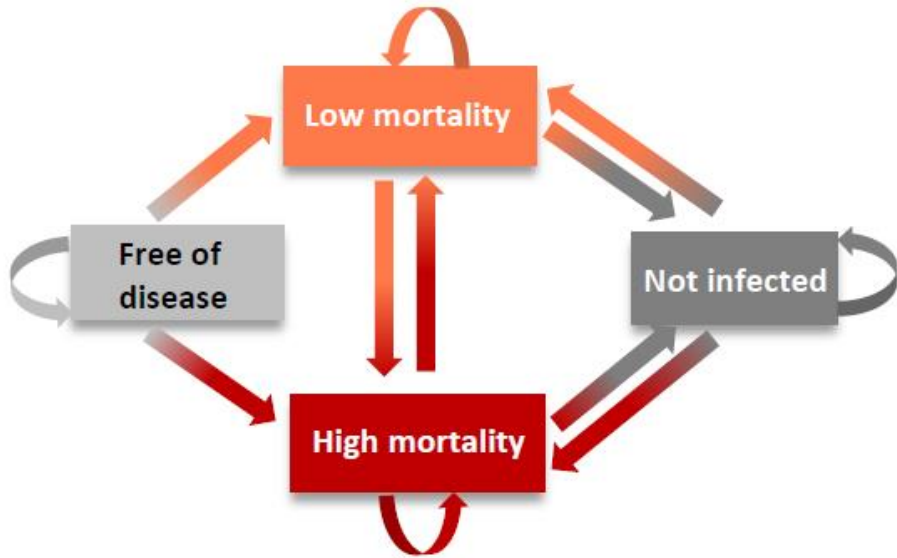 Low mortality
Free of
disease
Not infected
High mortality